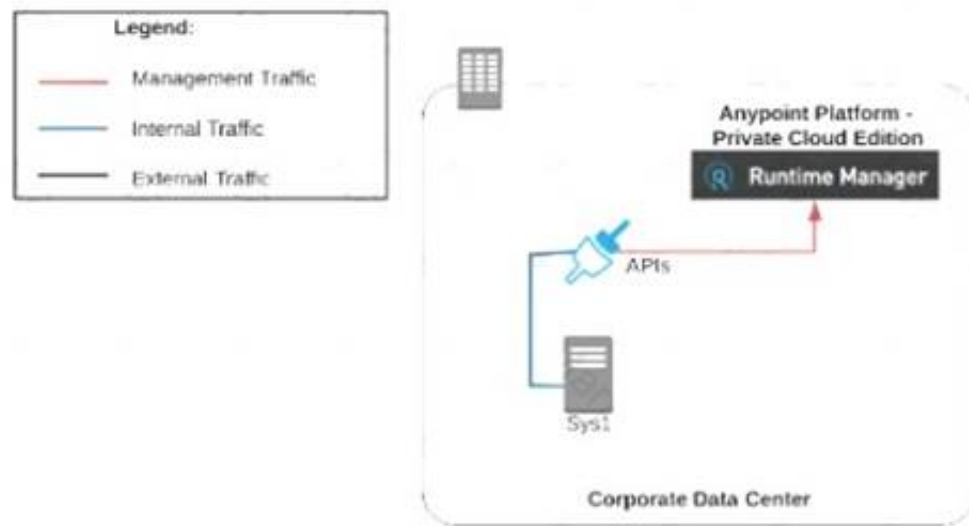 Legend:
Management Traffic
Internal Traffic
External Traffic
Anypoint Platform -
Private Cloud Edition
R Runtime Manager
APIs
Sys1
Corporate Data Center